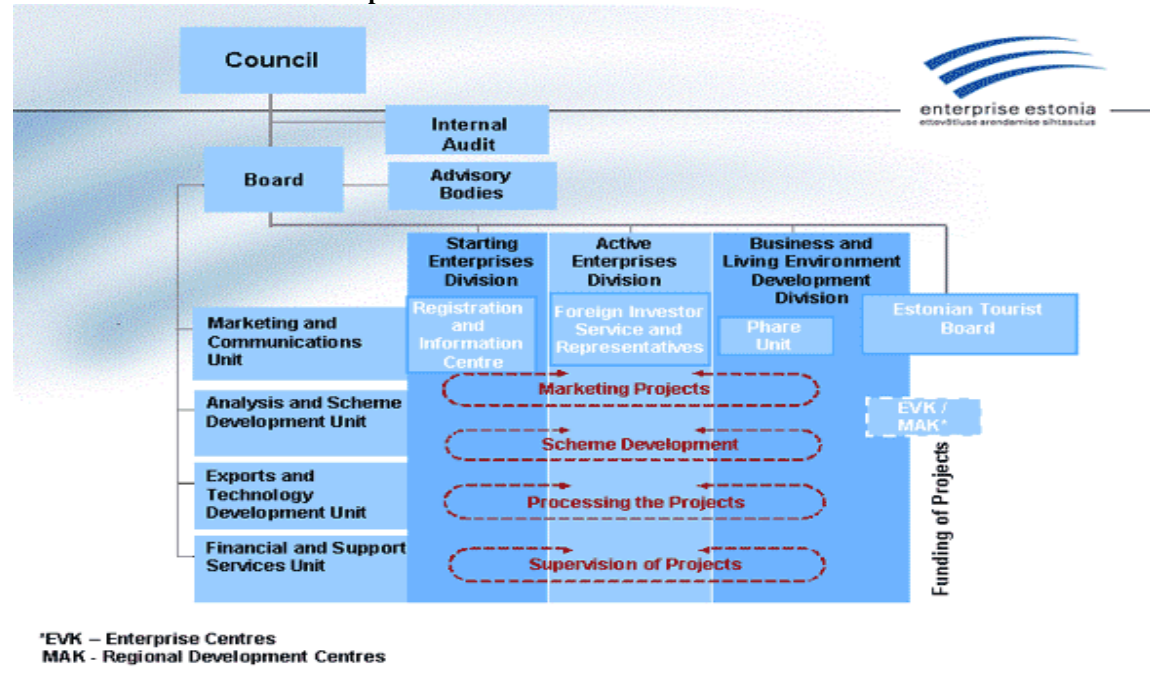 Council
enterprise estonia
ettevõtluse arendamise sihtasutus
Internal
Audit
Board
Advisory
Bodies
Starting
Enterprises
Division
Active
Enterprises
Division
Business and
Living Environment
Development
Division
Registration
and
Information
Centre
Foreign Investor
Service and
Representatives
Phare
Unit
Estonian Tourist
Board
Marketing and
Communications
Unit
Marketing Projects
Analysis and Scheme
Development Unit
EVK /
MAK*
Scheme Development
Exports and
Technology
Development Unit
Processing the Projects
Funding of Projects
Financial and Support
Services Unit
Supervision of Projects
*EVK – Enterprise Centres
MAK - Regional Development Centres